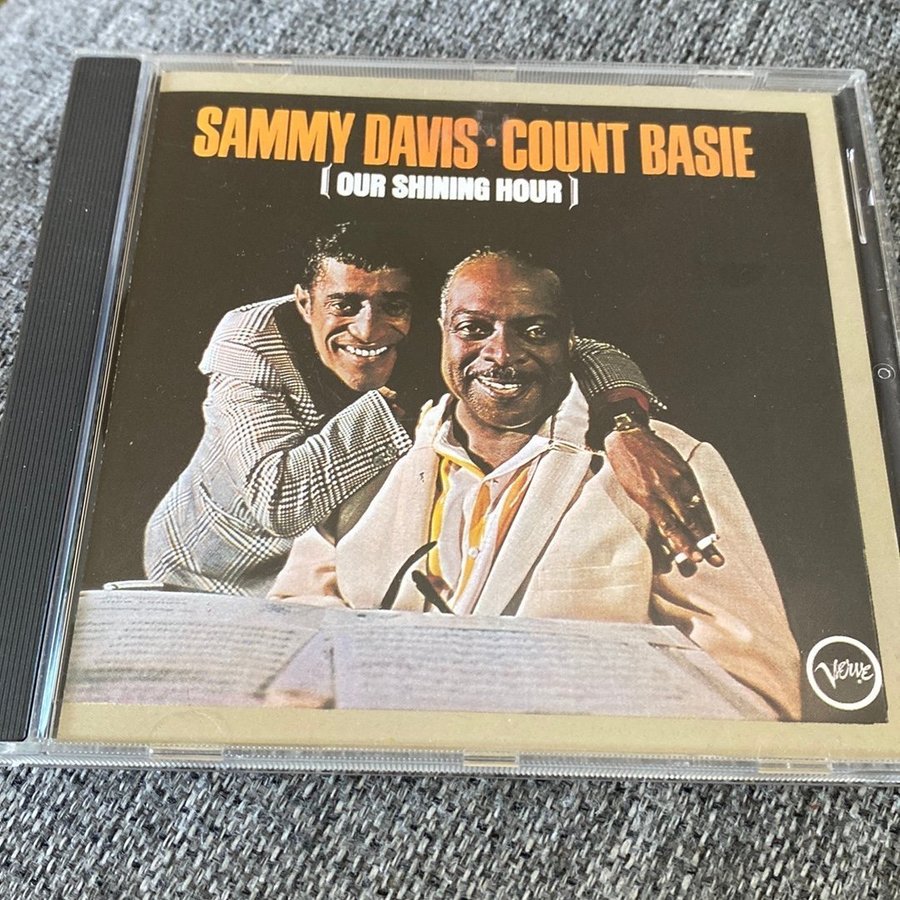 SAMMY DAVIS · COUNT BASIE
[ OUR SHINING HOUR ]
Verve